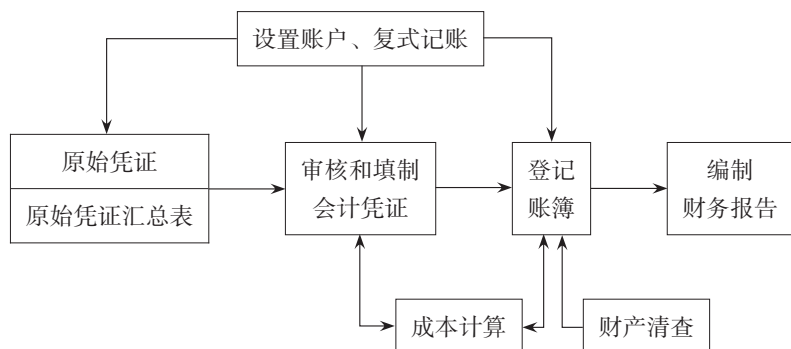 设置账户、复式记账
原始凭证
原始凭证汇总表
审核和填制
会计凭证
登记
账簿
编制
财务报告
成本计算
财产清查